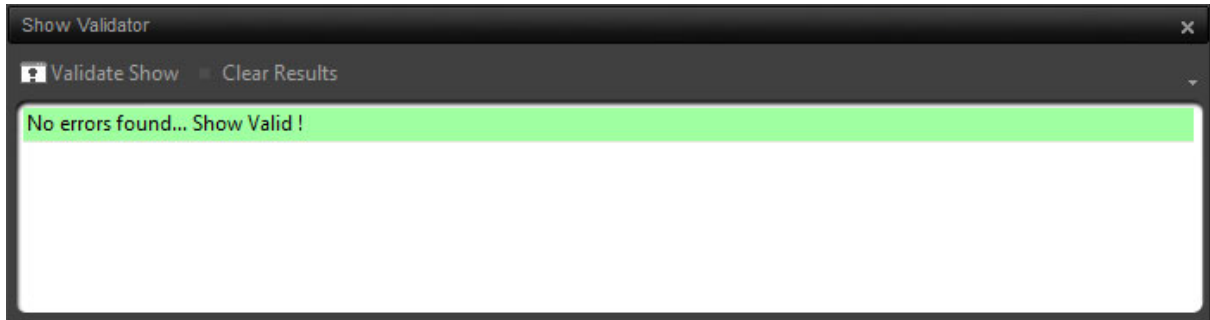 Show Validator
Validate Show Clear Results
No errors found... Show Valid !